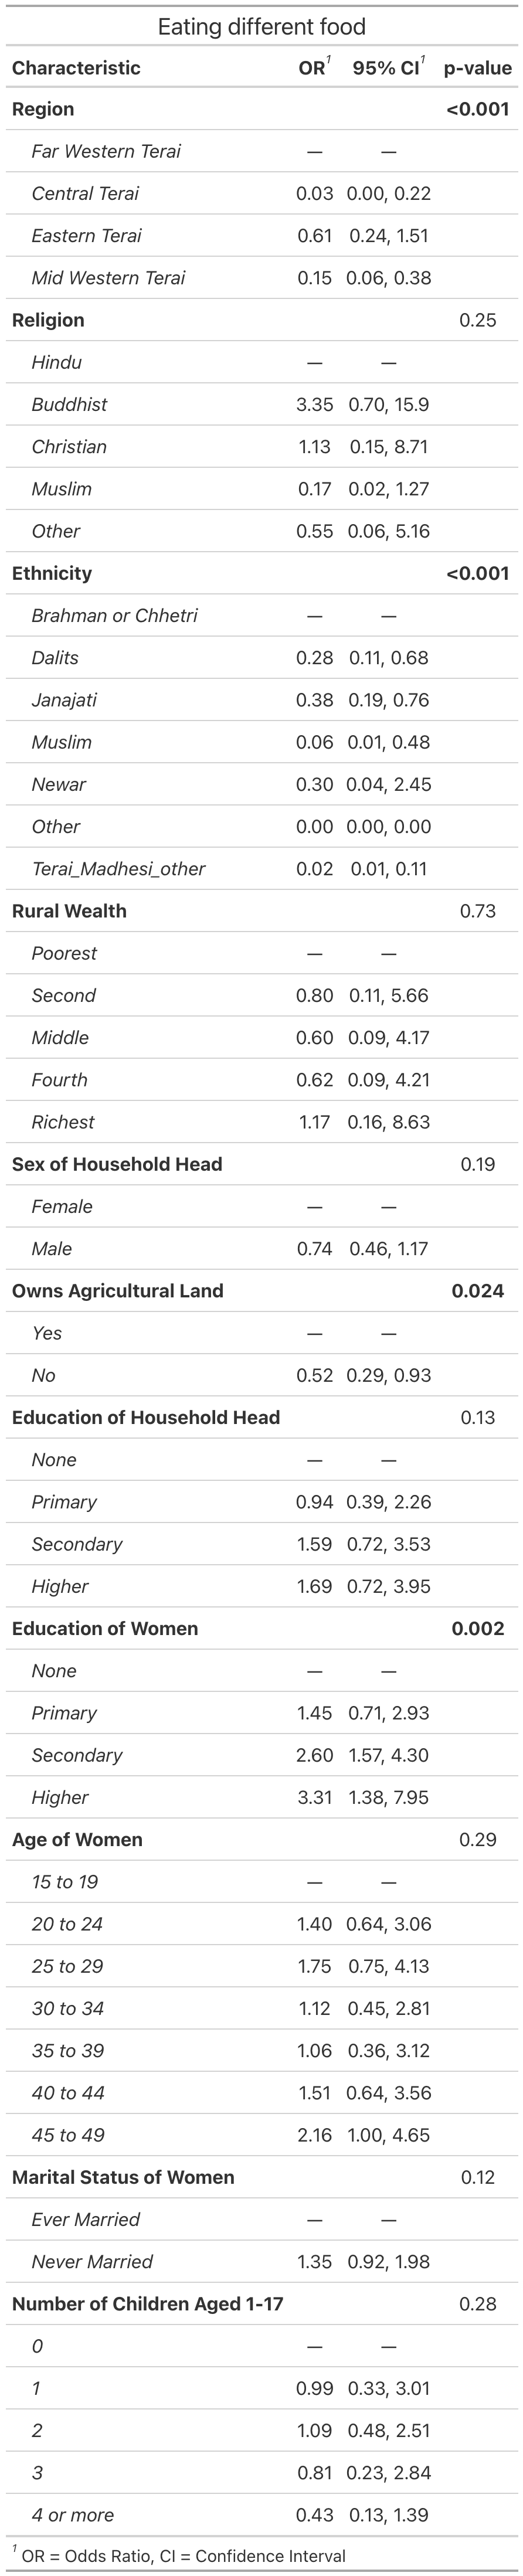 Eating different food
Characteristic OR1 95% CI1 p-value
Region <0.001
Far Western Terai — —
Central Terai 0.03 0.00, 0.22
Eastern Terai 0.61 0.24, 1.51
Mid Western Terai 0.15 0.06, 0.38
Religion 0.25
Hindu — —
Buddhist 3.35 0.70, 15.9
Christian 1.13 0.15, 8.71
Muslim 0.17 0.02, 1.27
Other 0.55 0.06, 5.16
Ethnicity <0.001
Brahman or Chhetri — —
Dalits 0.28 0.11, 0.68
Janajati 0.38 0.19, 0.76
Muslim 0.06 0.01, 0.48
Newar 0.30 0.04, 2.45
Other 0.00 0.00, 0.00
Terai_Madhesi_other 0.02 0.01, 0.11
Rural Wealth 0.73
Poorest — —
Second 0.80 0.11, 5.66
Middle 0.60 0.09, 4.17
Fourth 0.62 0.09, 4.21
Richest 1.17 0.16, 8.63
Sex of Household Head 0.19
Female — —
Male 0.74 0.46, 1.17
Owns Agricultural Land 0.024
Yes — —
No 0.52 0.29, 0.93
Education of Household Head 0.13
None — —
Primary 0.94 0.39, 2.26
Secondary 1.59 0.72, 3.53
Higher 1.69 0.72, 3.95
Education of Women 0.002
None — —
Primary 1.45 0.71, 2.93
Secondary 2.60 1.57, 4.30
Higher 3.31 1.38, 7.95
Age of Women 0.29
15 to 19 — —
20 to 24 1.40 0.64, 3.06
25 to 29 1.75 0.75, 4.13
30 to 34 1.12 0.45, 2.81
35 to 39 1.06 0.36, 3.12
40 to 44 1.51 0.64, 3.56
45 to 49 2.16 1.00, 4.65
Marital Status of Women 0.12
Ever Married — —
Never Married 1.35 0.92, 1.98
Number of Children Aged 1-17 0.28
0 — —
1 0.99 0.33, 3.01
2 1.09 0.48, 2.51
3 0.81 0.23, 2.84
4 or more 0.43 0.13, 1.39
1 OR = Odds Ratio, CI = Confidence Interval